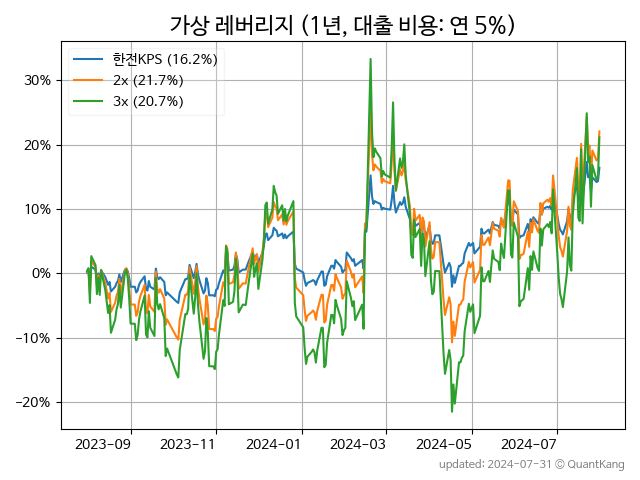 가상 레버리지 (1년, 대출 비용: 연 5%)
한전KPS (16.2%)
2x (21.7%)
3x (20.7%)
30%
20%
10%
0%
−10%
−20%
2023-09
2023-11
2024-01
2024-03
2024-05
2024-07
updated: 2024-07-31 © QuantKang